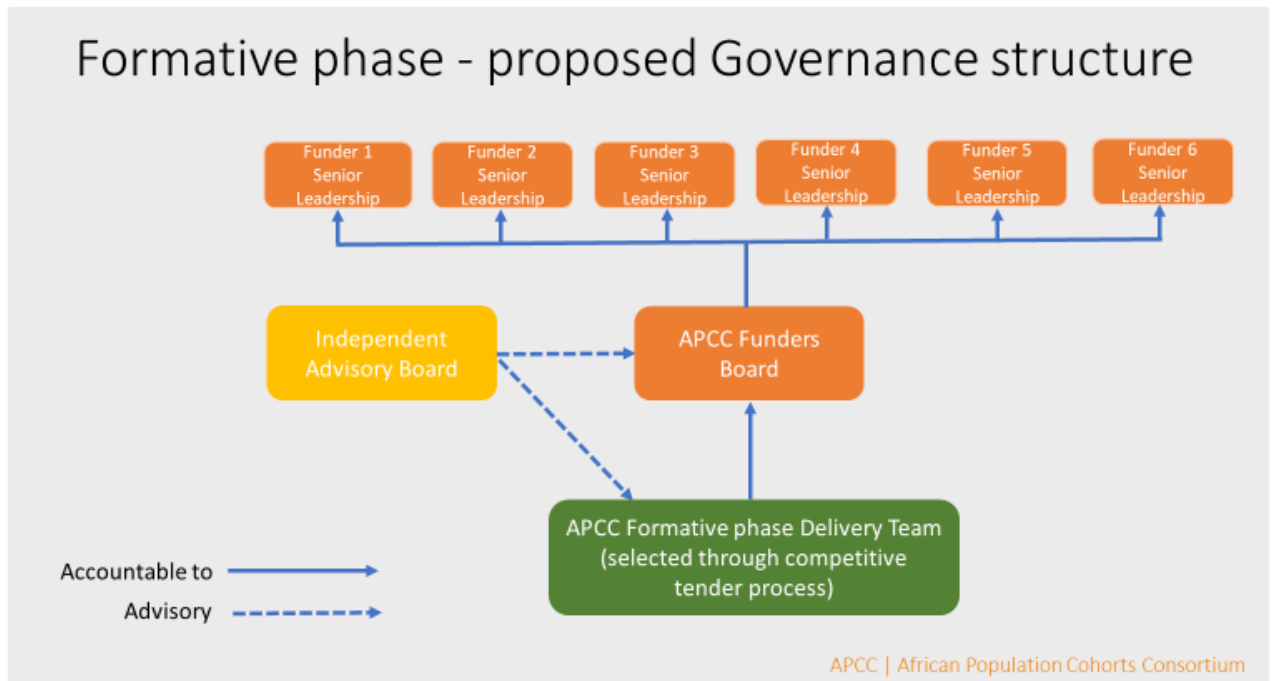 Formative phase - proposed Governance structure
Funder 1
Senior
Leadership
Funder 2
Senior
Leadership
Funder 3
Senior
Leadership
Funder 4
Senior
Leadership
Funder 5
Senior
Leadership
Funder 6
Senior
Leadership
Independent
Advisory Board
APCC Funders
Board
APCC Formative phase Delivery Team
(selected through competitive
tender process)
Accountable to
Advisory
APCC | African Population Cohorts Consortium